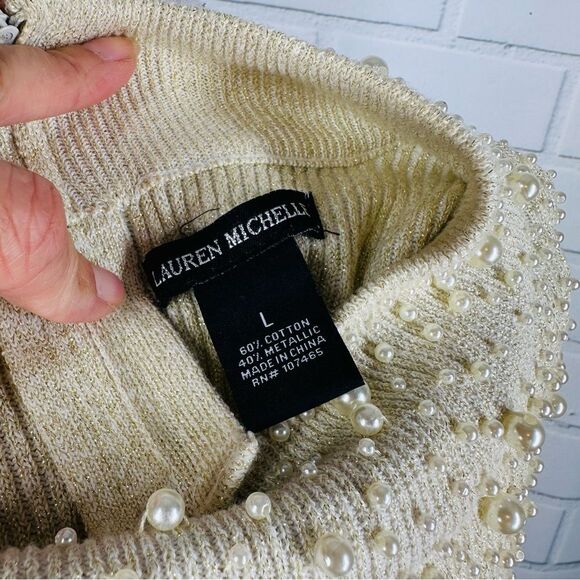 LAUREN MICHELLE
L
60% COTTON
40% METALLIC
MADE IN CHINA
RN# 107465